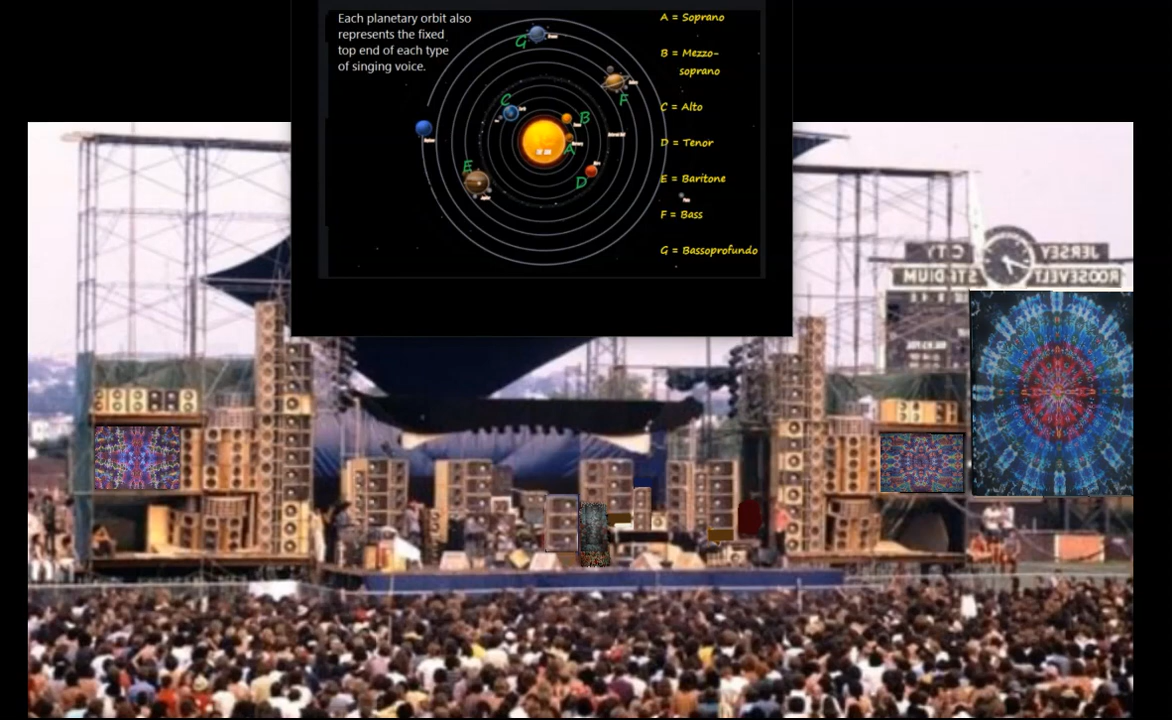 Each planetary orbit also
represents the fixed
top end of each type
of singing voice.
A = Soprano
B = Mezzo-
soprano
C = Alto
D = Tenor
E = Baritone
F = Bass
G = Bassoprofundo
G
F
C
B
A
E
D
JERSEY CITY
ROOSEVELT STADIUM